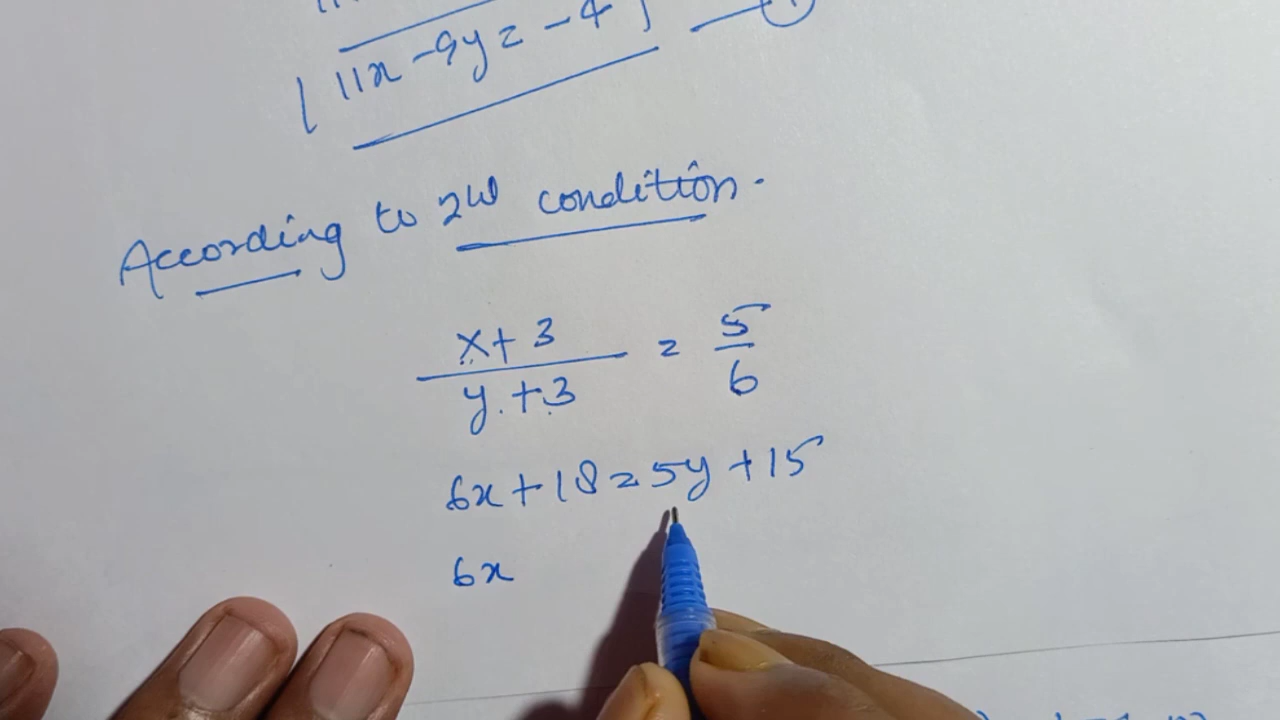 11x - 9y = -4
According to 2nd condition.
x + 3 / y + 3 = 5 / 6
6x + 18 = 5y + 15
6x